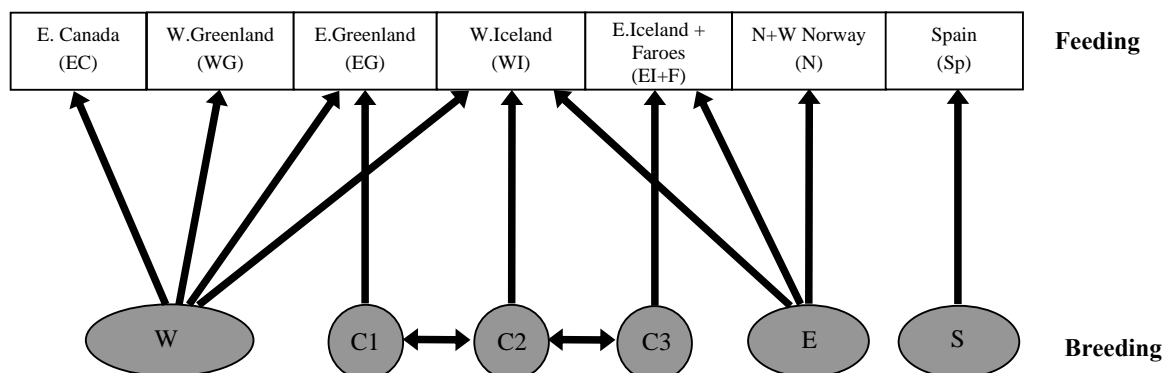 E. Canada
(EC)
W.Greenland
(WG)
E.Greenland
(EG)
W.Iceland
(WI)
E.Iceland +
Faroes
(EI+F)
N+W Norway
(N)
Spain
(Sp)
Feeding
W
C1
C2
C3
E
S
Breeding